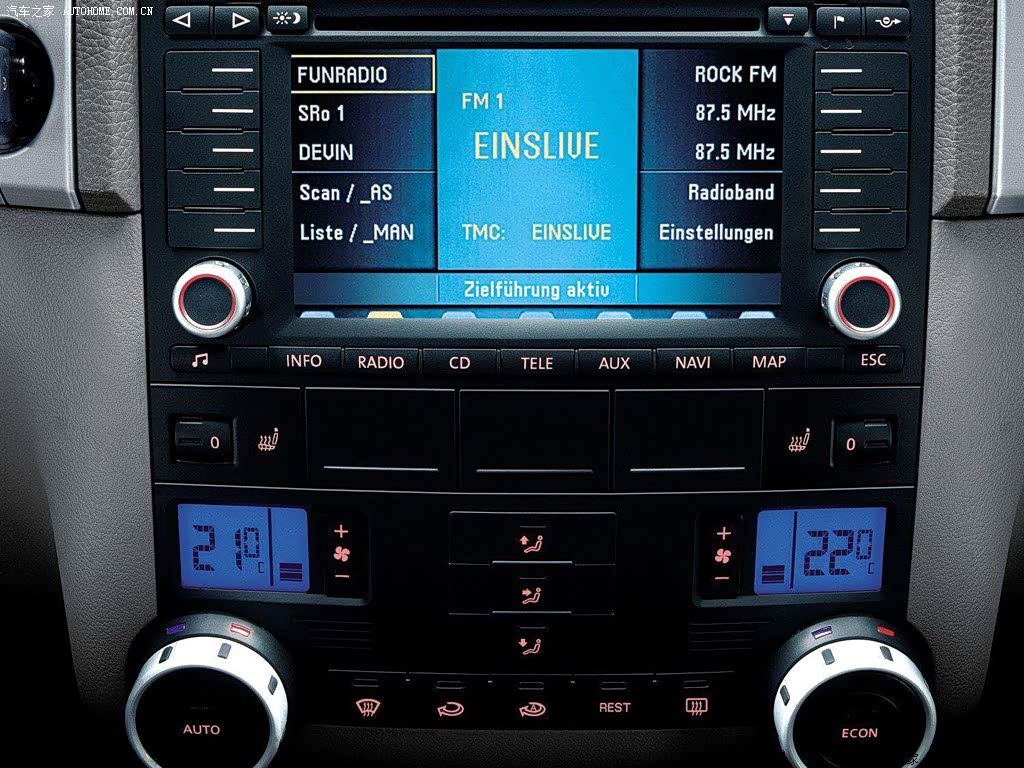 汽车之家 AUTOHOME.COM.CN
FUNRADIO
SRo 1
DEVIN
Scan / _AS
Liste / _MAN
FM 1
EINSLIVE
TMC: EINSLIVE
ROCK FM
87.5 MHz
87.5 MHz
Radioband
Einstellungen
Zielführung aktiv
INFO RADIO CD TELE AUX NAVI MAP ESC
0 0
21.0 C
22.0 C
REST
AUTO ECON
家